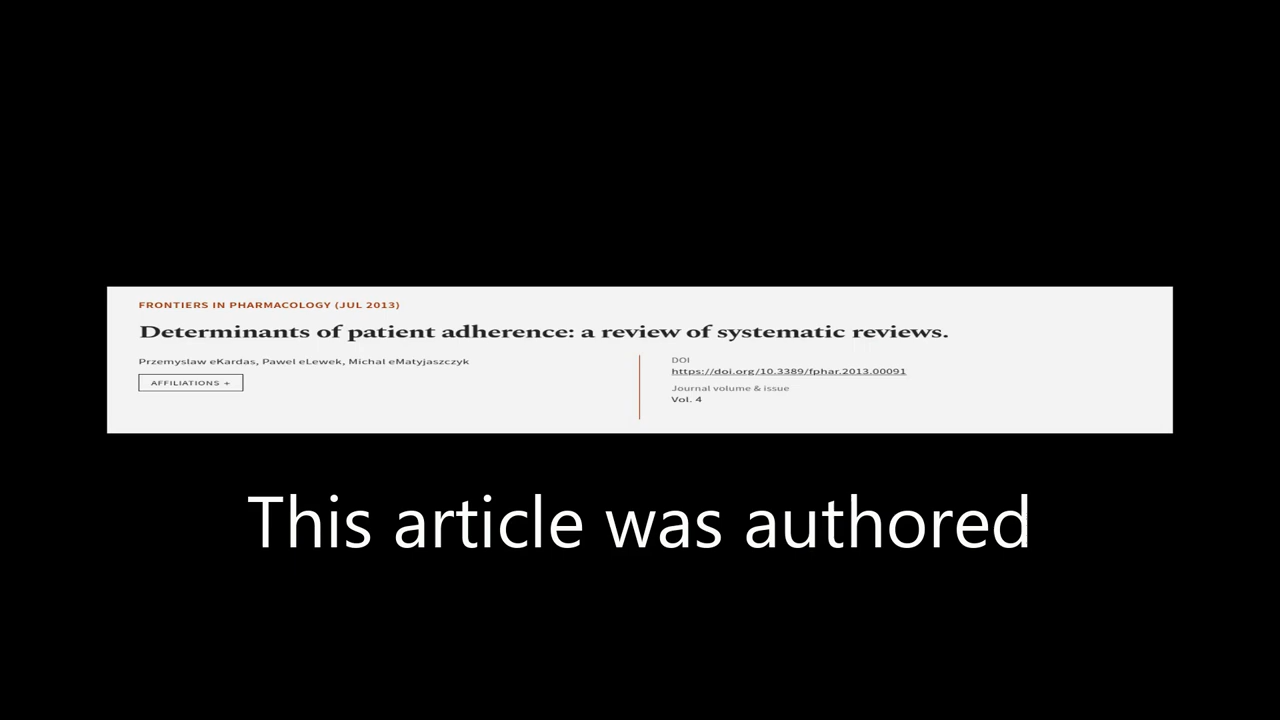 FRONTIERS IN PHARMACOLOGY (JUL 2013)
Determinants of patient adherence: a review of systematic reviews.
Przemyslaw eKardas, Pawel eLewek, Michal eMatyjaszczyk
AFFILIATIONS +
DOI
https://doi.org/10.3389/fphar.2013.00091
Journal volume & issue
Vol. 4
This article was authored